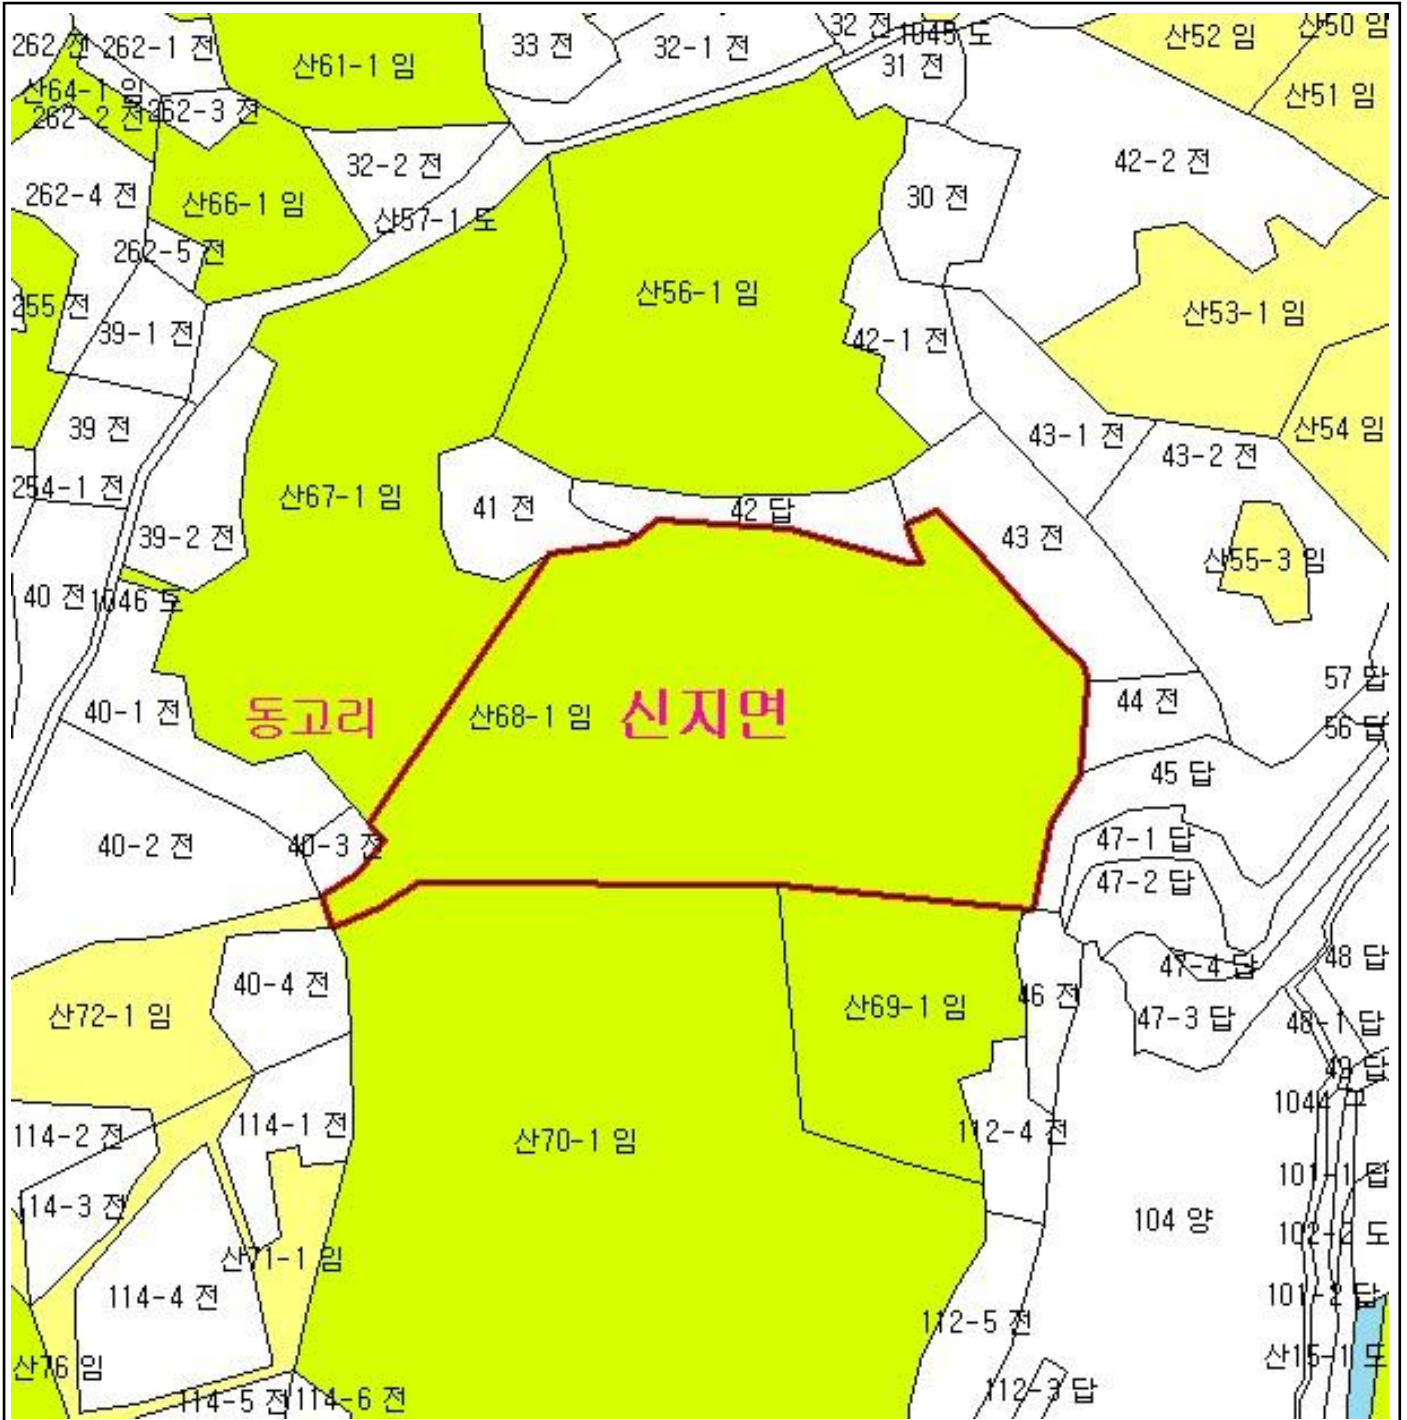 262 전
262-1 전
산61-1 임
33 전
32-1 전
32 전
1045 도
31 전
산52 임
산50 임
산51 임
산64-1 임
262-2 전
262-3 전
32-2 전
42-2 전
262-4 전
산66-1 임
산57-1 도
30 전
262-5 전
255 전
39-1 전
산56-1 임
42-1 전
산53-1 임
39 전
43-1 전
43-2 전
산54 임
254-1 전
산67-1 임
41 전
42 답
39-2 전
43 전
산55-3 임
40 전
1046 도
57 답
44 전
56 답
40-1 전
동고리
산68-1 임
신지면
45 답
40-2 전
40-3 전
47-1 답
47-2 답
48 답
47-4 답
40-4 전
46 전
산69-1 임
산72-1 임
47-3 답
48-1 답
49 답
1044
114-2 전
114-1 전
산70-1 임
112-4 전
101-1 답
114-3 전
104 양
102-2 도
산71-1 임
114-4 전
101-2 답
112-5 전
산76 임
산15-1 도
114-5 전
114-6 전
112-3 답